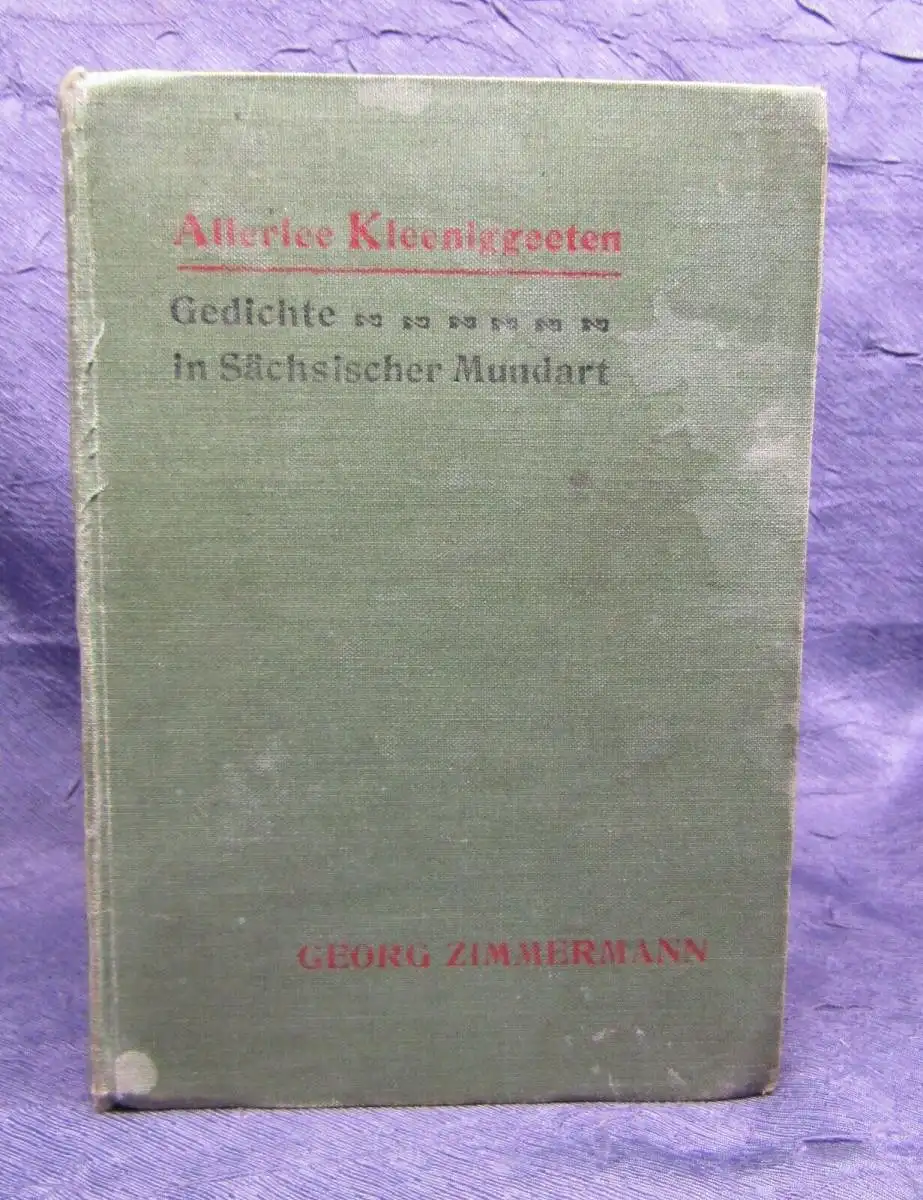 Allerlee Kleeniggeeten
Gedichte
in Sächsischer Mundart
GEORG ZIMMERMANN